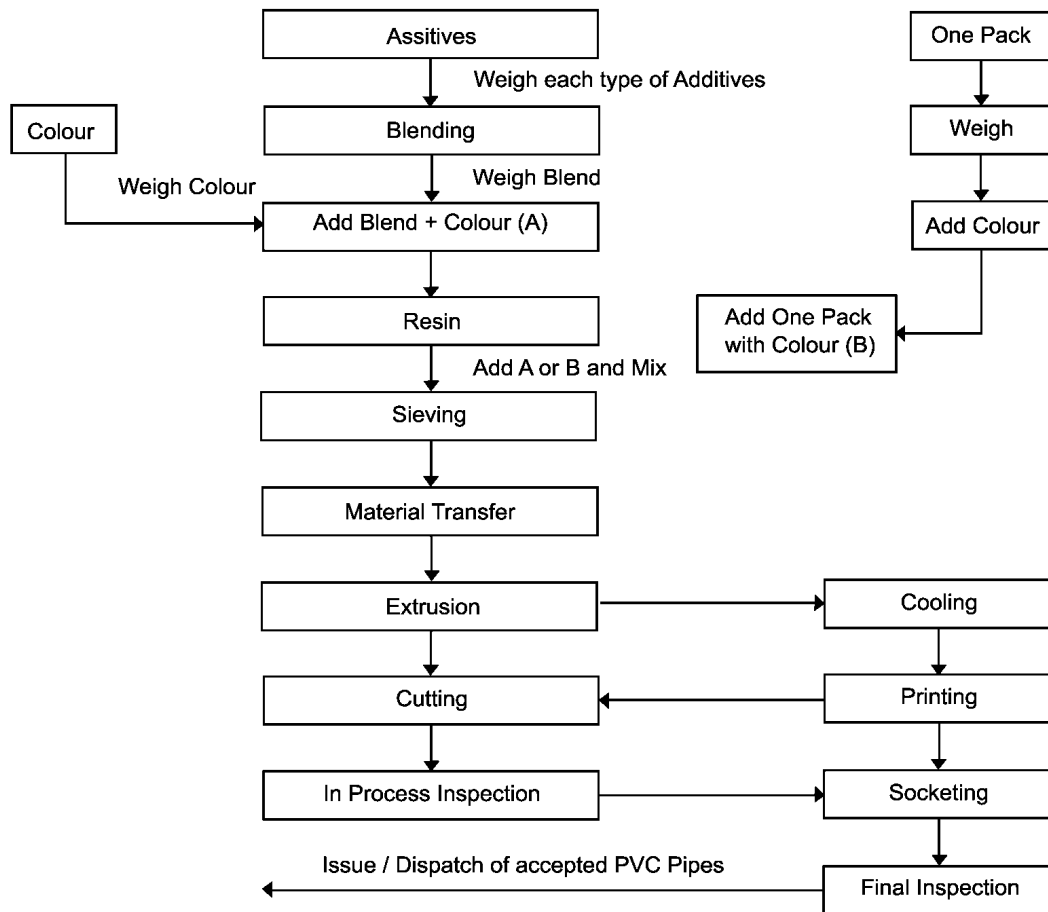 Assitives
One Pack
Weigh each type of Additives
Colour
Blending
Weigh
Weigh Colour
Weigh Blend
Add Blend + Colour (A)
Add Colour
Resin
Add One Pack
with Colour (B)
Add A or B and Mix
Sieving
Material Transfer
Extrusion
Cooling
Cutting
Printing
In Process Inspection
Socketing
Issue / Dispatch of accepted PVC Pipes
Final Inspection